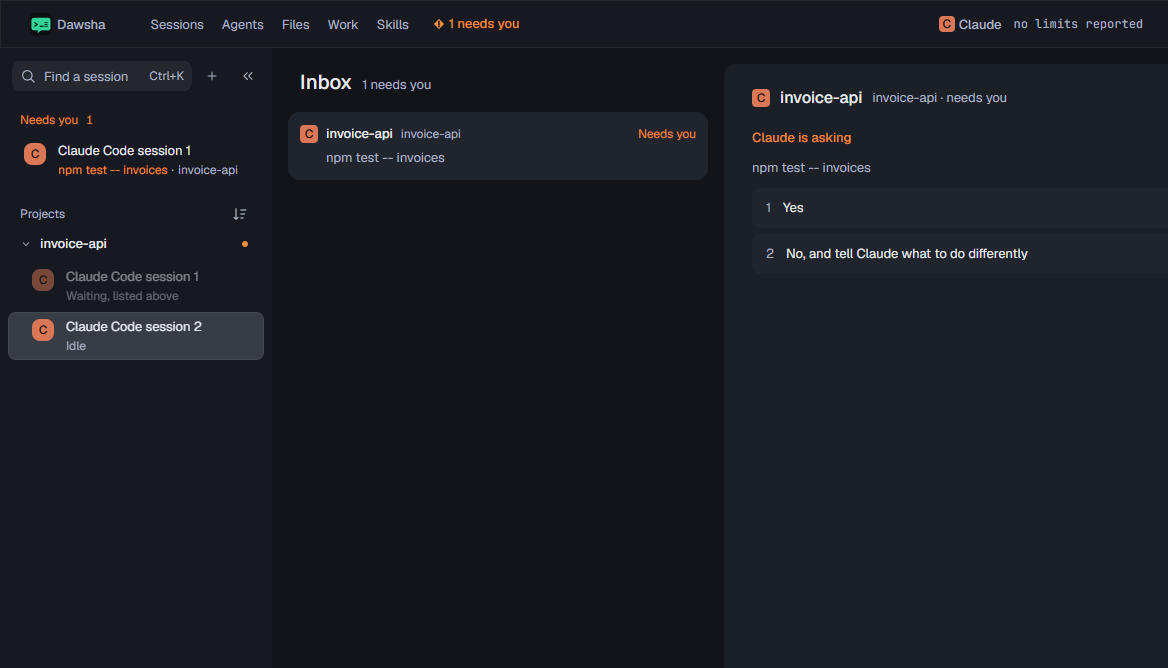 Dawsha Sessions Agents Files Work Skills 1 needs you C Claude no limits reported
Find a session Ctrl+K
Needs you 1
C Claude Code session 1
npm test -- invoices · invoice-api
Projects
invoice-api
C Claude Code session 1
Waiting, listed above
C Claude Code session 2
Idle
Inbox 1 needs you
C invoice-api invoice-api Needs you
npm test -- invoices
C invoice-api invoice-api · needs you
Claude is asking
npm test -- invoices
1 Yes
2 No, and tell Claude what to do differently